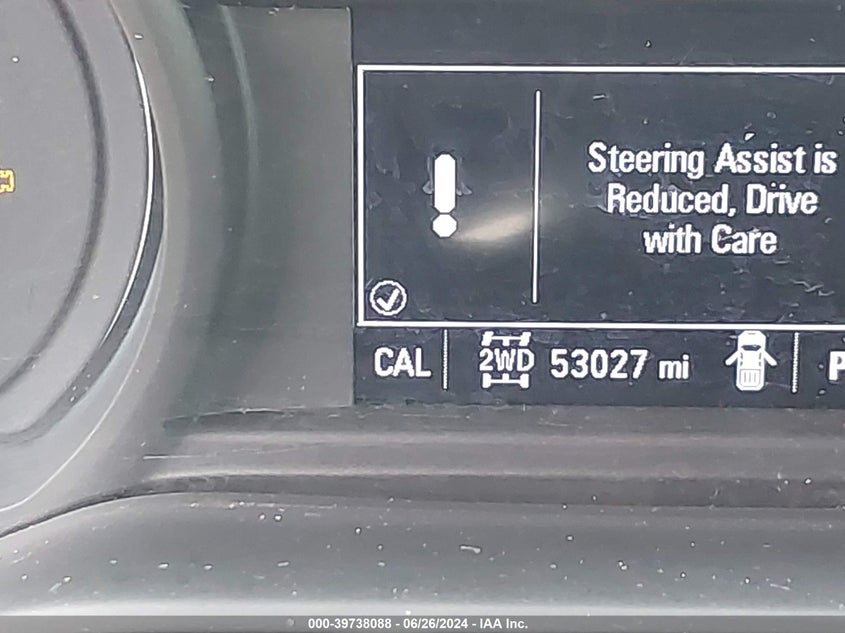 Steering Assist is
Reduced, Drive
with Care
CAL 2WD 53027 mi P
000-39738088 - 06/26/2024 - IAA Inc.